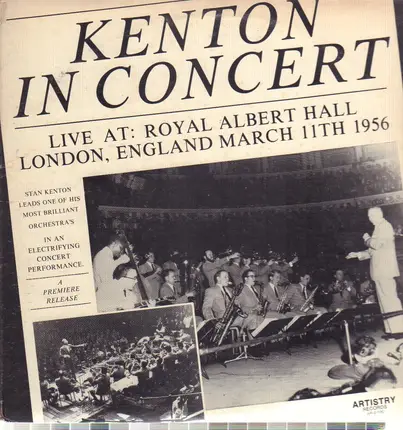 KENTON
IN CONCERT
LIVE AT: ROYAL ALBERT HALL
LONDON, ENGLAND MARCH 11TH 1956
STAN KENTON
LEADS ONE OF HIS
MOST BRILLIANT
ORCHESTRA'S
IN AN
ELECTRIFYING
CONCERT
PERFORMANCE.
A
PREMIERE
RELEASE
ARTISTRY
RECORDS